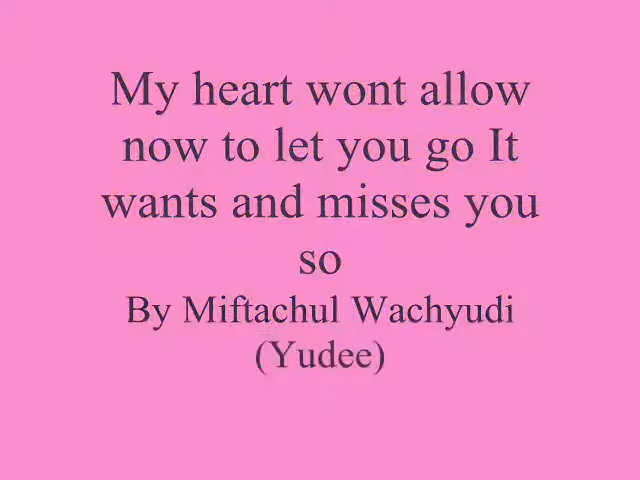 My heart wont allow
now to let you go It
wants and misses you
so
By Miftachul Wachyudi
(Yudee)